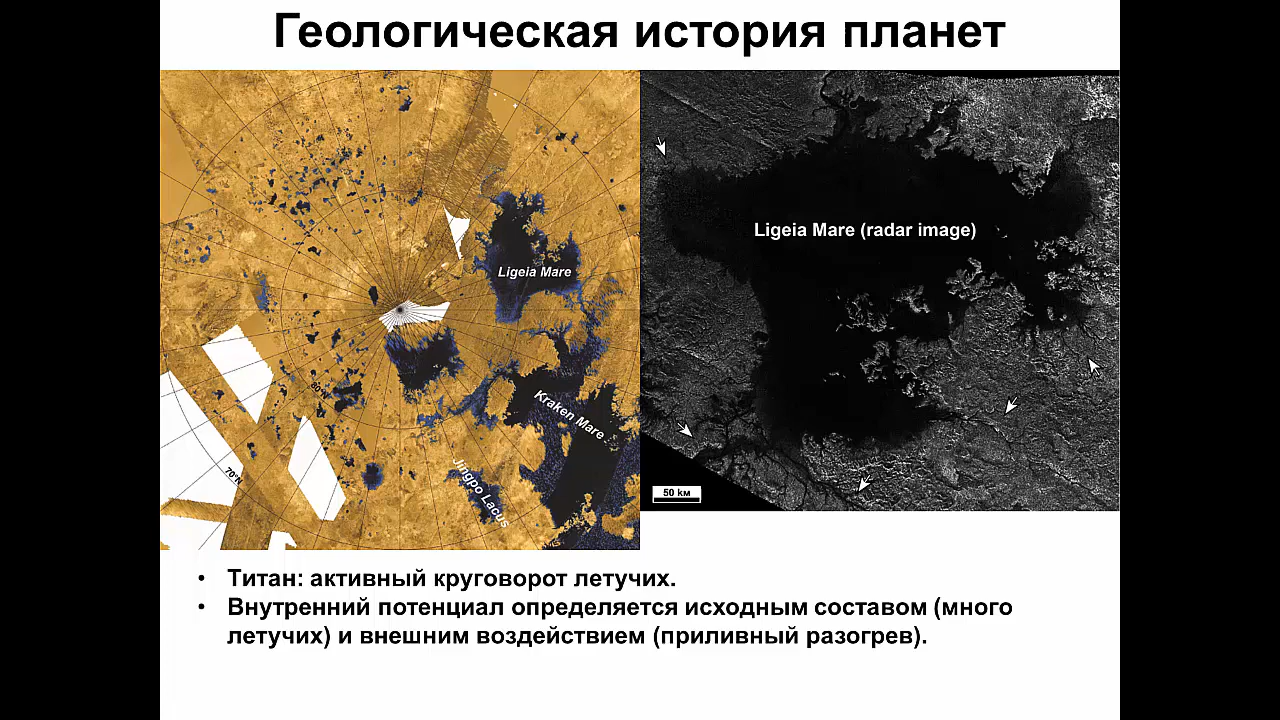 Геологическая история планет
Ligeia Mare
Kraken Mare
Jingpo Lacus
80°N
70°N
Ligeia Mare (radar image)
50 км
• Титан: активный круговорот летучих.
• Внутренний потенциал определяется исходным составом (много
летучих) и внешним воздействием (приливный разогрев).